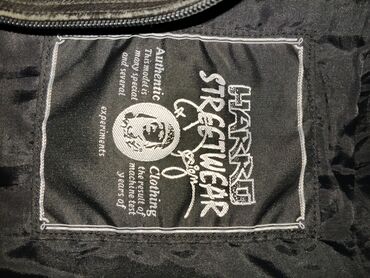 HARRO
STREETWEAR
& Design
Authentic
This model is
many special
and several
experiments
Clothing
the result of
machine test
years of